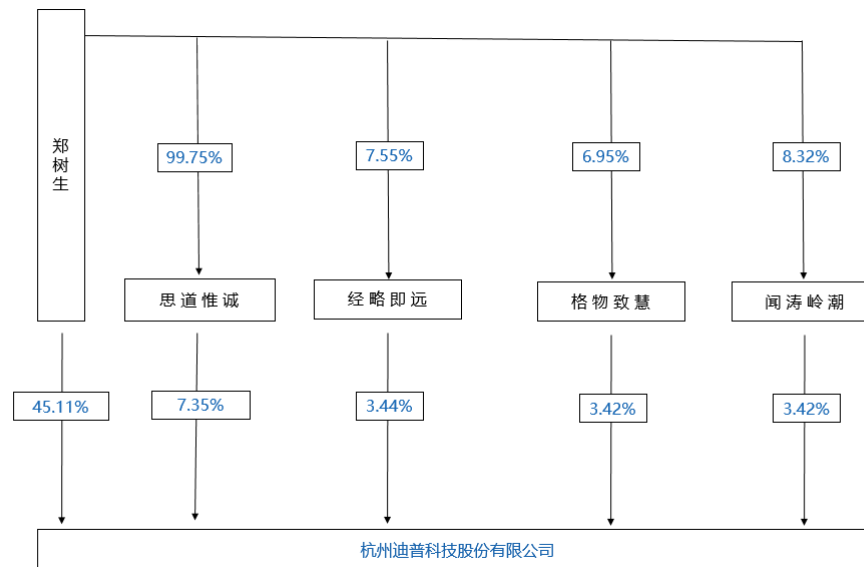 郑树生
99.75%
7.55%
6.95%
8.32%
思道惟诚
经略即远
格物致慧
闻涛岭潮
45.11%
7.35%
3.44%
3.42%
3.42%
杭州迪普科技股份有限公司